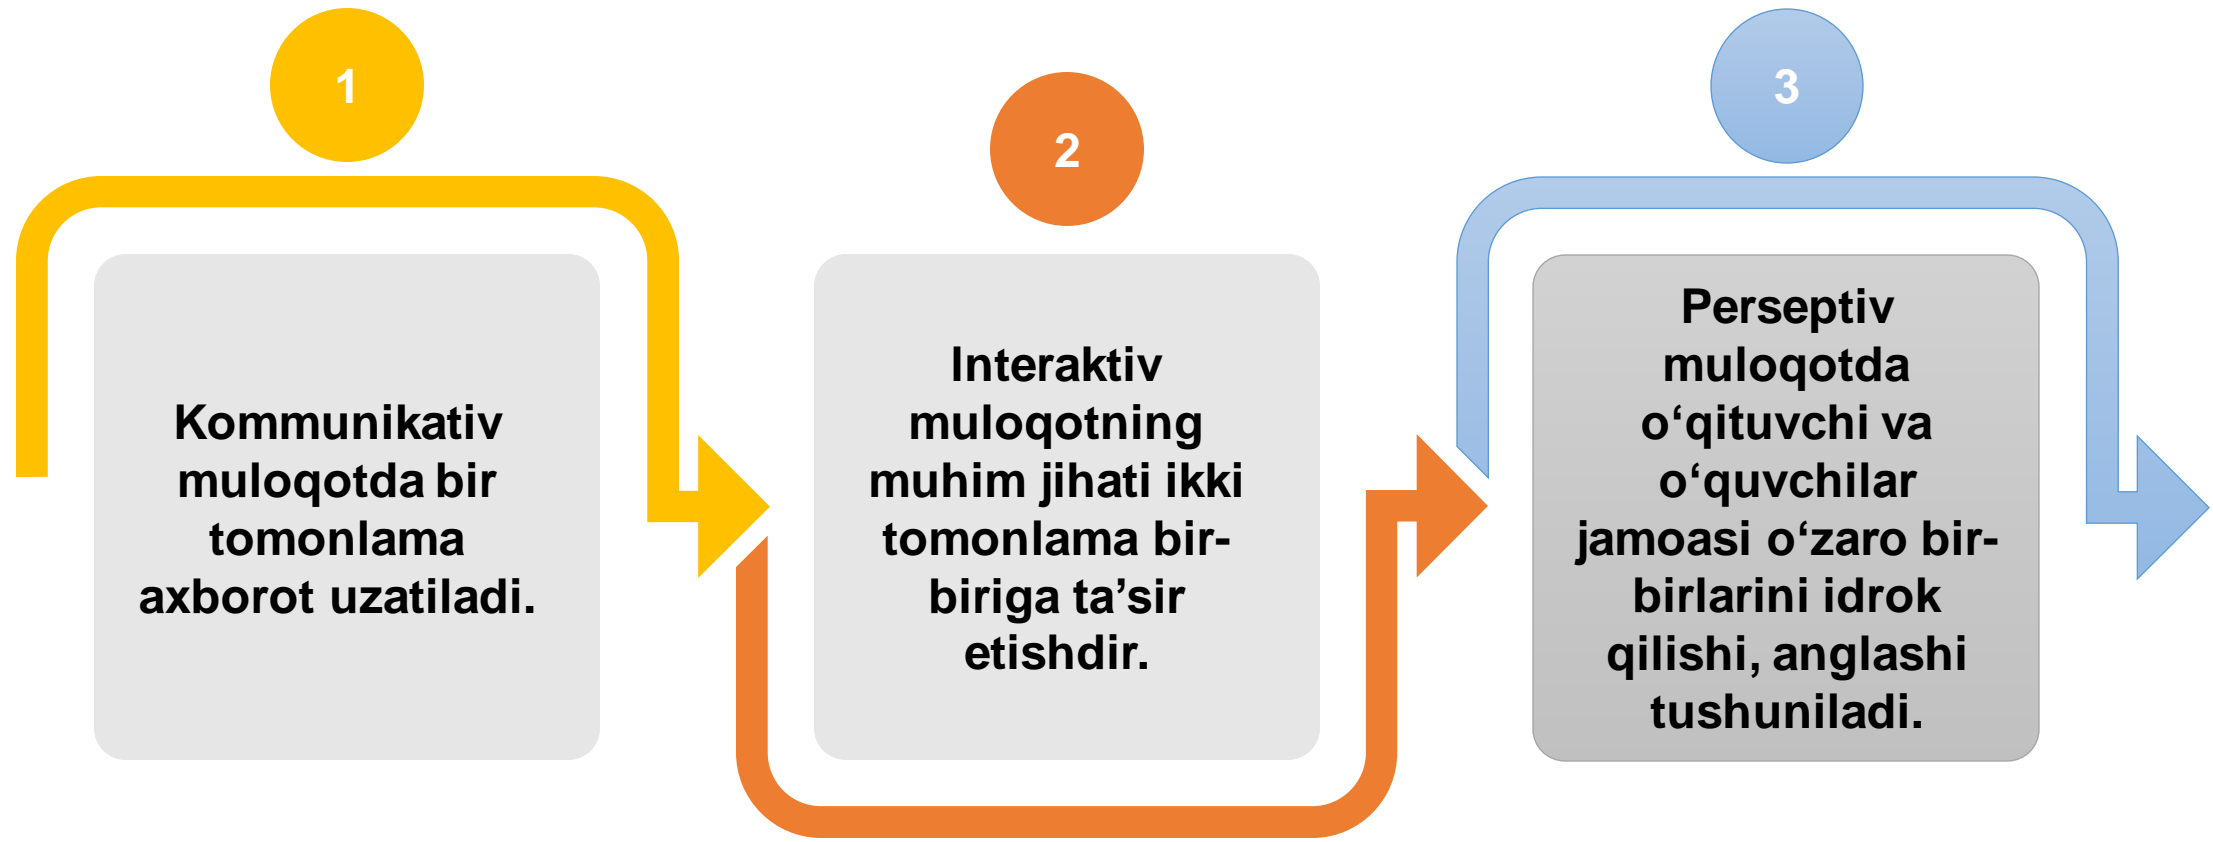 1
Kommunikativ
muloqotda bir
tomonlama
axborot uzatiladi.
2
Interaktiv
muloqotning
muhim jihati ikki
tomonlama bir-
biriga ta’sir
etishdir.
3
Perseptiv
muloqotda
o‘qituvchi va
o‘quvchilar
jamoasi o‘zaro bir-
birlarini idrok
qilishi, anglashi
tushuniladi.